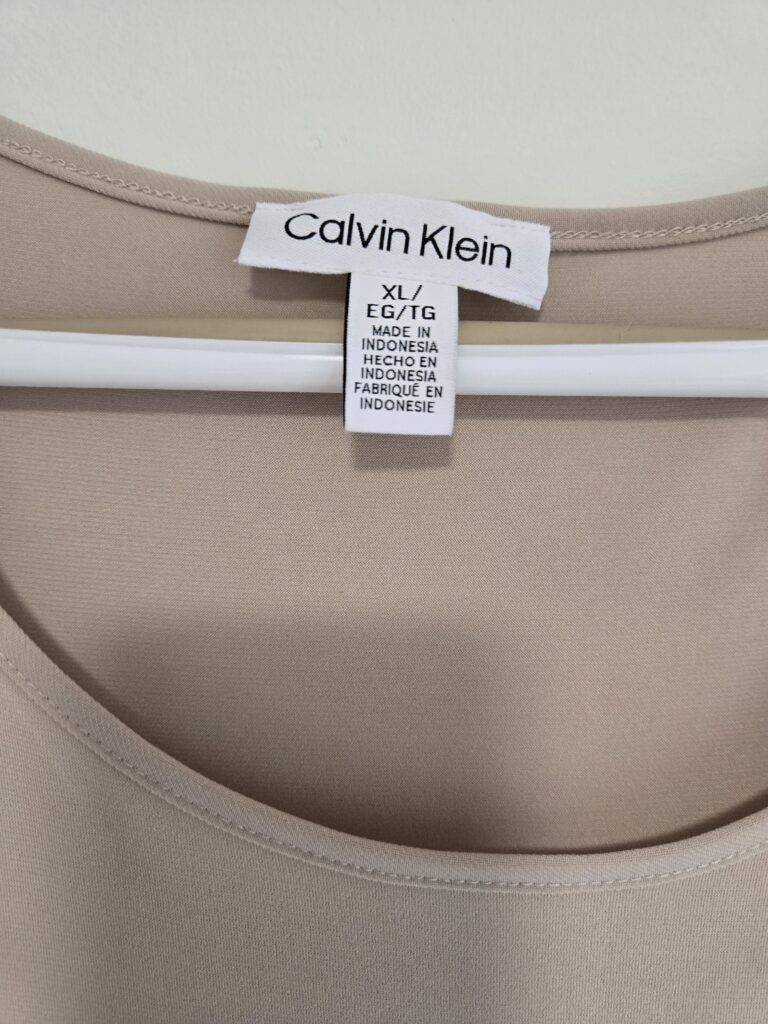 Calvin Klein
XL/
EG/TG
MADE IN
INDONESIA
HECHO EN
INDONESIA
FABRIQUÉ EN
INDONESIE